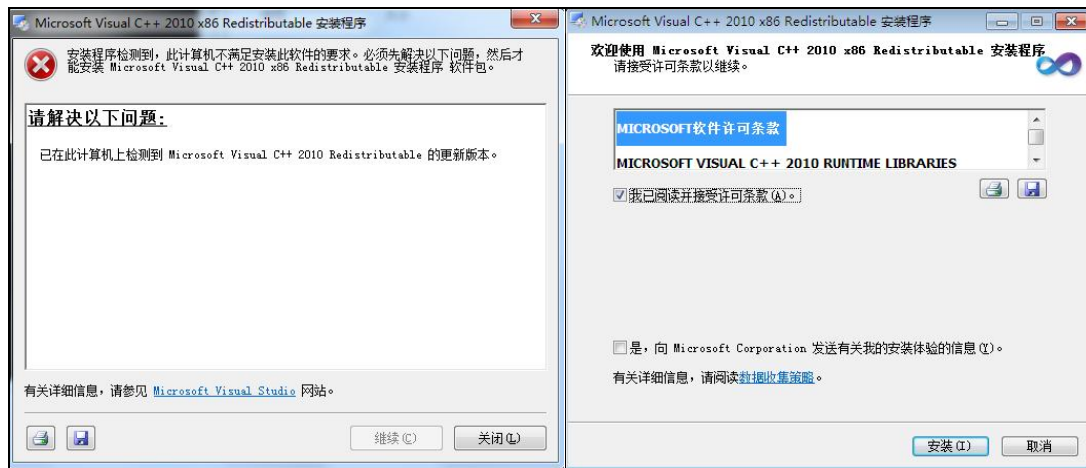 Microsoft Visual C++ 2010 x86 Redistributable 安装程序
安装程序检测到，此计算机不满足安装此软件的要求。必须先解决以下问题，然后才
能安装 Microsoft Visual C++ 2010 x86 Redistributable 安装程序 软件包。
请解决以下问题:
已在此计算机上检测到 Microsoft Visual C++ 2010 Redistributable 的更新版本。
有关详细信息，请参见 Microsoft Visual Studio 网站。
继续(C)
关闭(L)
Microsoft Visual C++ 2010 x86 Redistributable 安装程序
欢迎使用 Microsoft Visual C++ 2010 x86 Redistributable 安装程序
请接受许可条款以继续。
MICROSOFT软件许可条款
MICROSOFT VISUAL C++ 2010 RUNTIME LIBRARIES
我已阅读并接受许可条款(A)。
是，向 Microsoft Corporation 发送有关我的安装体验的信息(Y)。
有关详细信息，请阅读数据收集策略。
安装(I)
取消